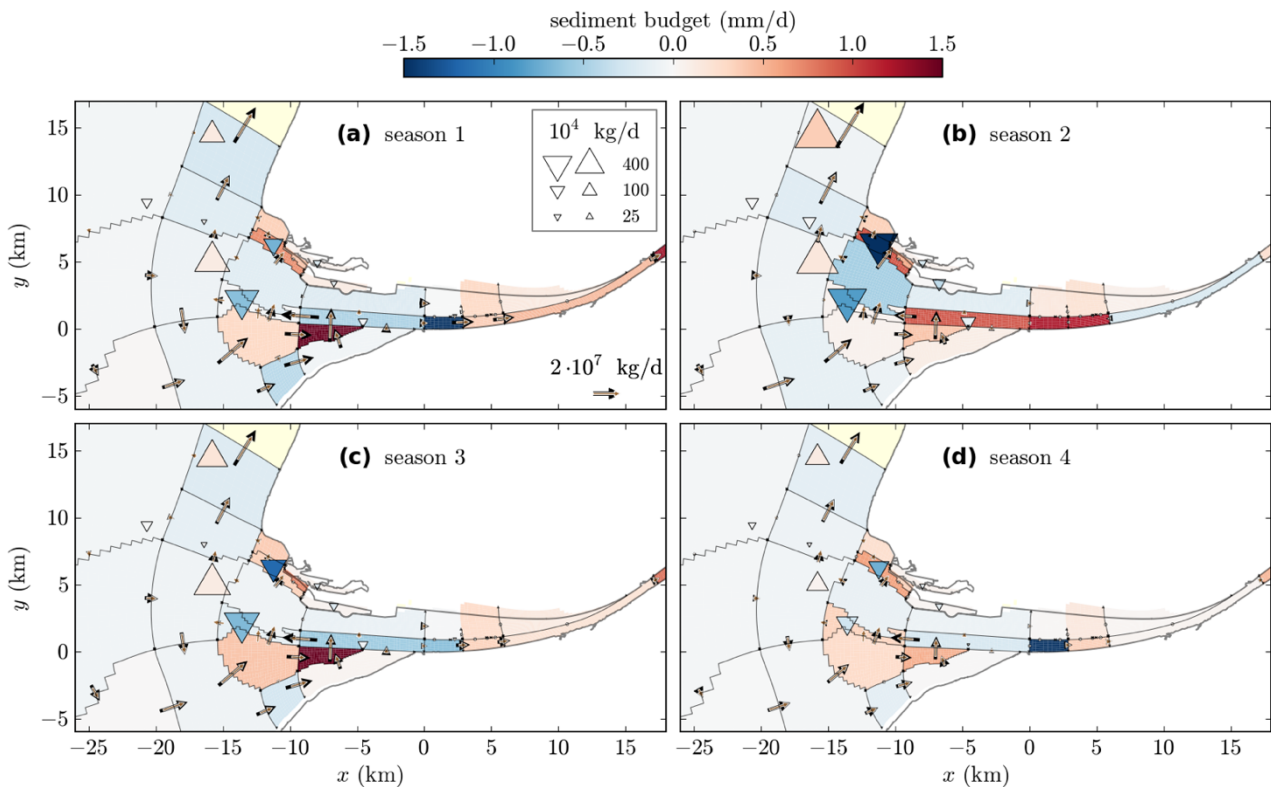 sediment budget (mm/d)
−1.5 −1.0 −0.5 0.0 0.5 1.0 1.5
15
10
5
0
−5
y (km)
(a) season 1
10⁴ kg/d
400
100
25
2·10⁷ kg/d
(b) season 2
15
10
5
0
−5
y (km)
(c) season 3
(d) season 4
−25 −20 −15 −10 −5 0 5 10 15
x (km)
−25 −20 −15 −10 −5 0 5 10 15
x (km)